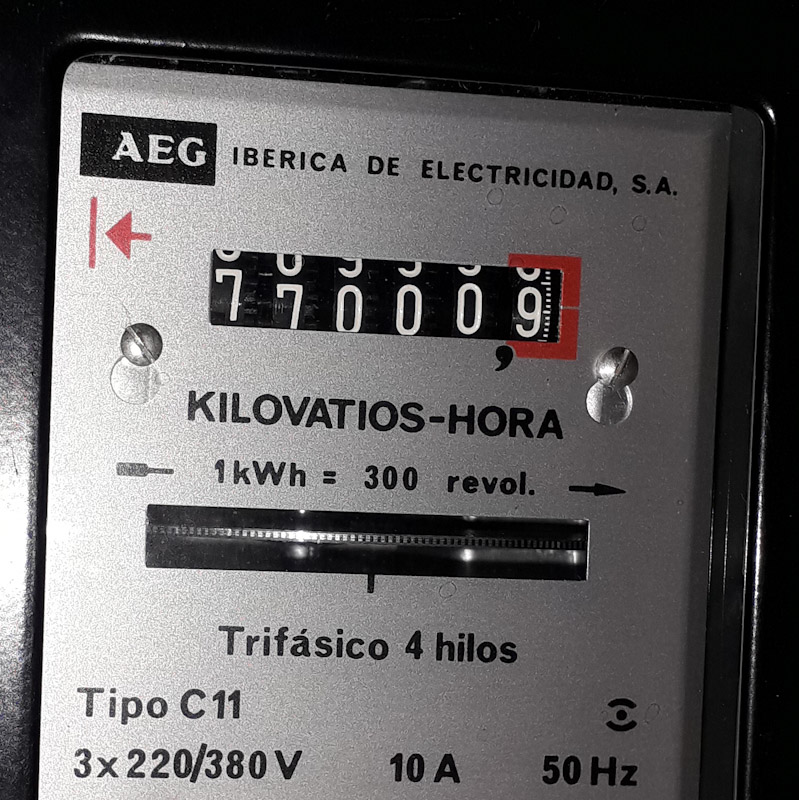 AEG IBERICA DE ELECTRICIDAD, S.A.
770009
,
KILOVATIOS-HORA
1kWh = 300 revol.
Trifásico 4 hilos
Tipo C11
3x220/380V 10A 50Hz